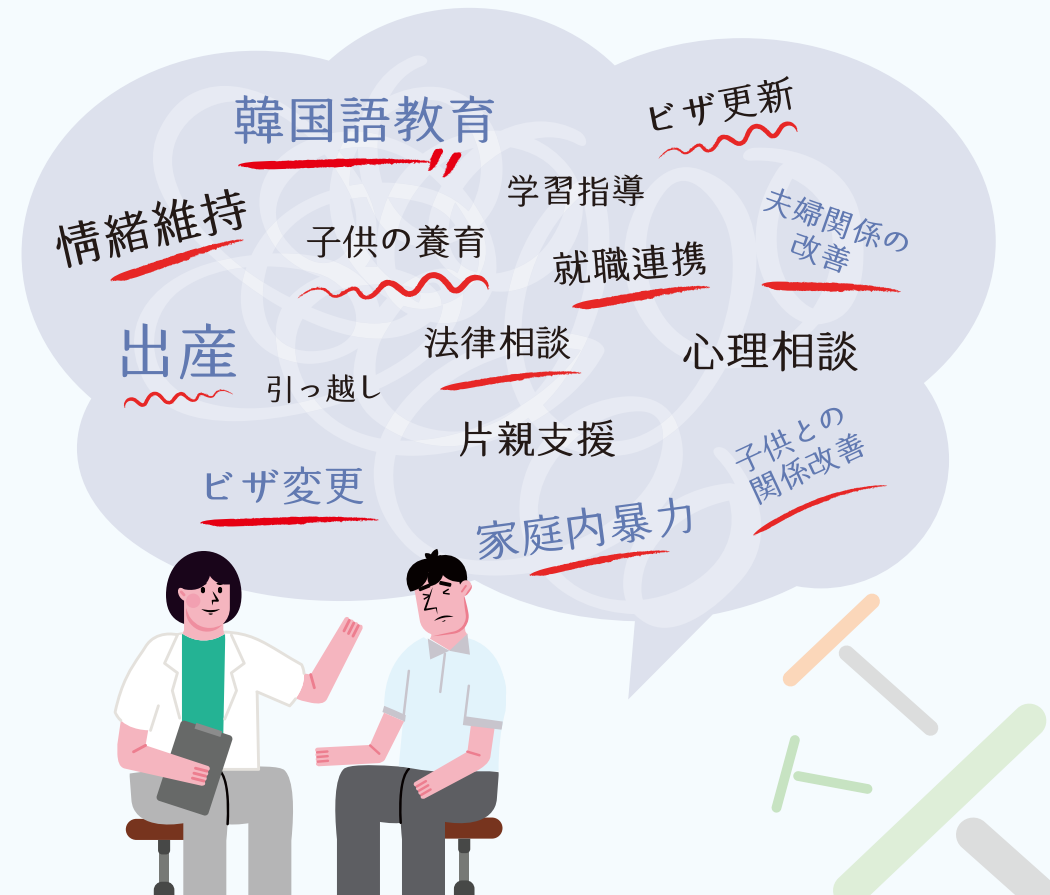 韓国語教育
ビザ更新
学習指導
情緒維持
子供の養育
夫婦関係の
改善
就職連携
出産
法律相談
心理相談
引っ越し
片親支援
子供との
関係改善
ビザ変更
家庭内暴力